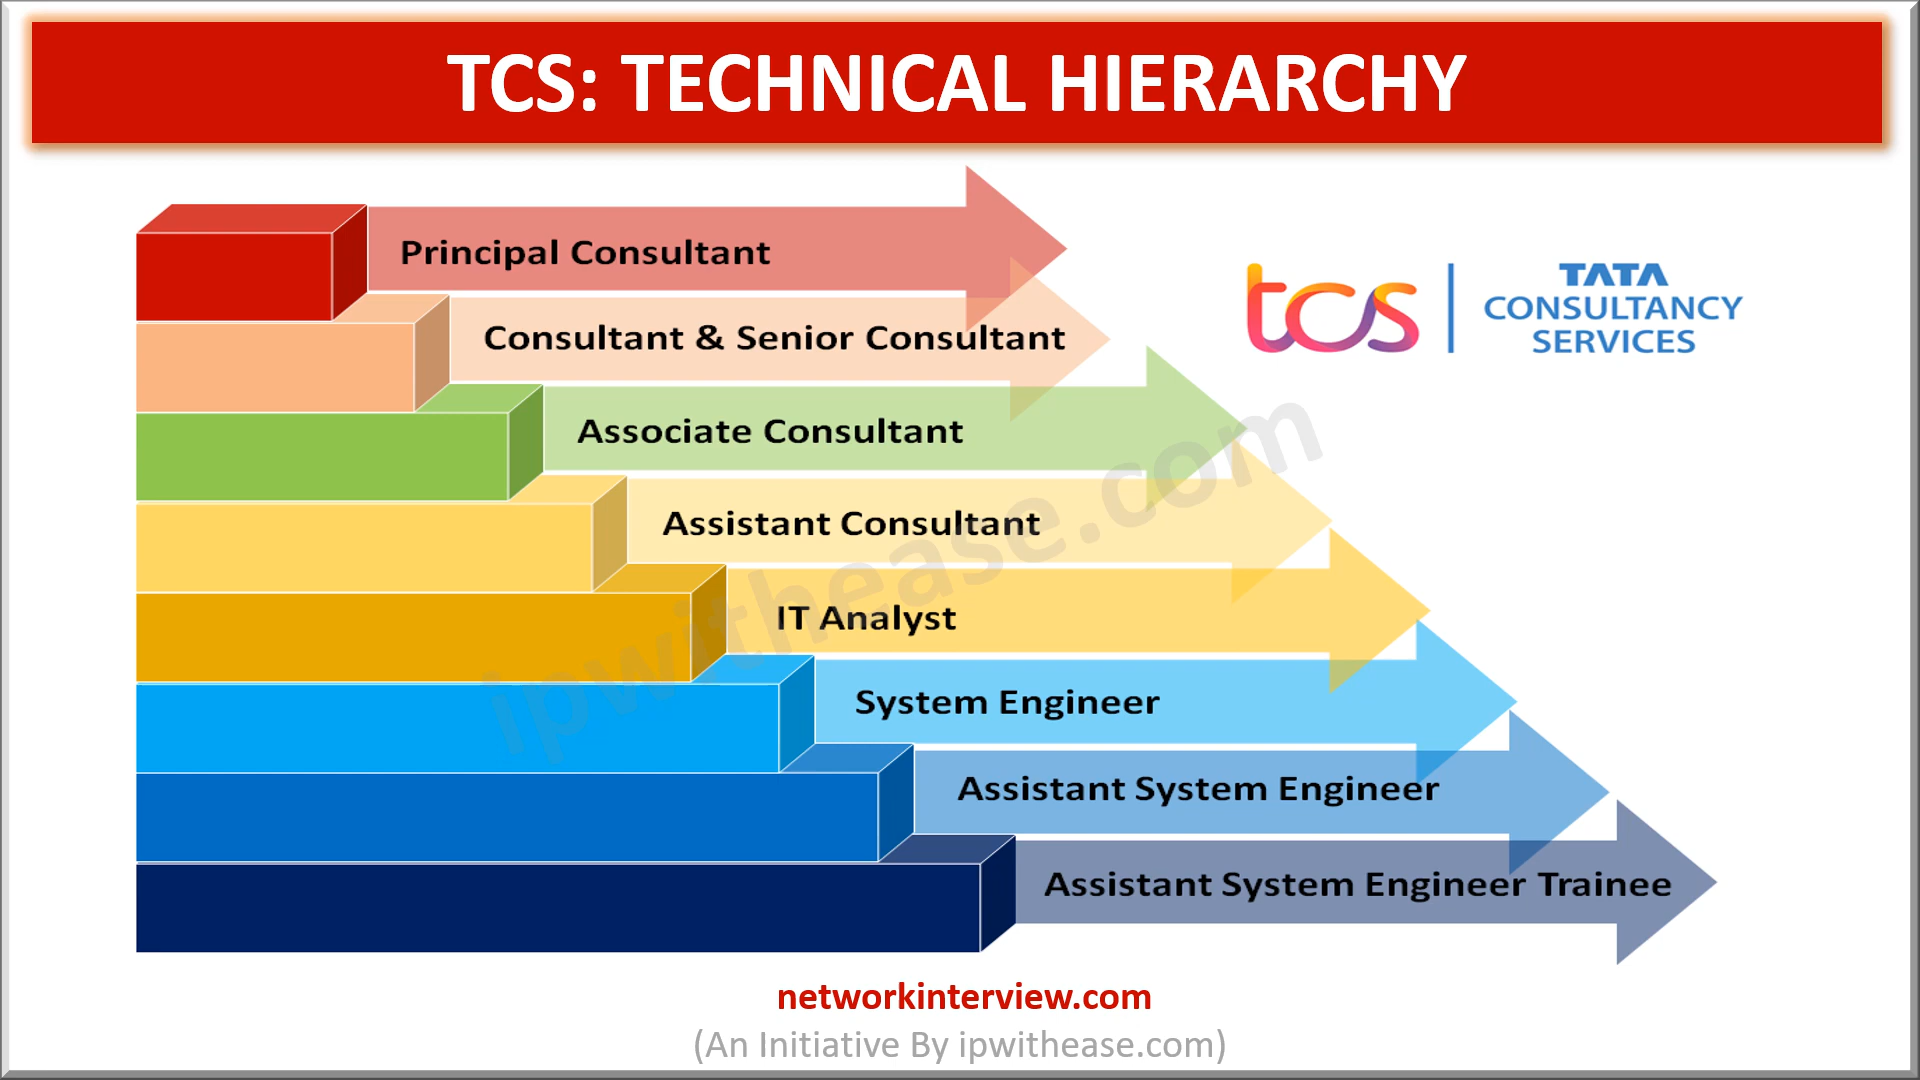 TCS: TECHNICAL HIERARCHY
Principal Consultant
Consultant & Senior Consultant
tcs
TATA
CONSULTANCY
SERVICES
Associate Consultant
Assistant Consultant
IT Analyst
System Engineer
Assistant System Engineer
Assistant System Engineer Trainee
ipwithease.com
networkinterview.com
(An Initiative By ipwithease.com)